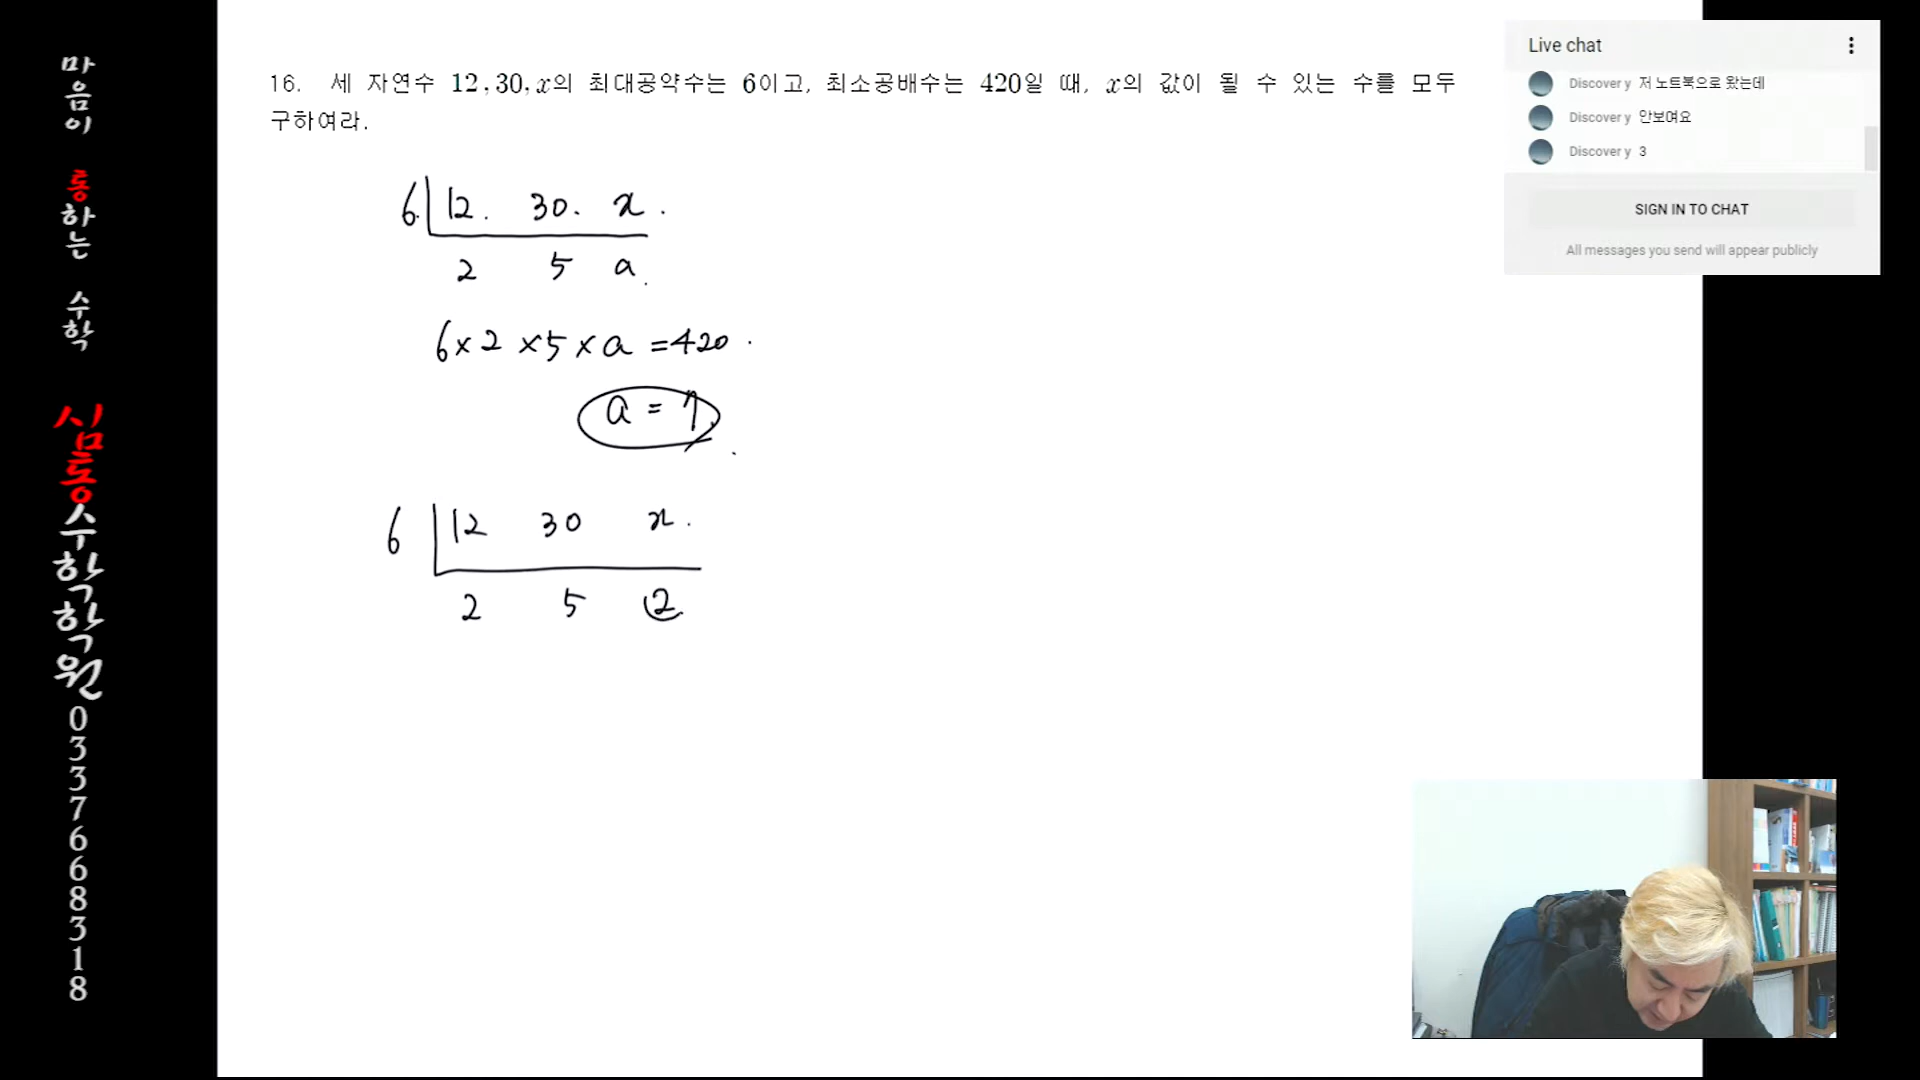 마음이 통하는 수학 심통수학학원 0337668318
16. 세 자연수 12, 30, x의 최대공약수는 6이고, 최소공배수는 420일 때, x의 값이 될 수 있는 수를 모두
구하여라.
6 12. 30. x.
2 5 a
6×2×5×a=420
a=7
6 12 30 x.
2 5 2
Live chat
Discover y 저 노트북으로 왔는데
Discover y 안보여요
Discover y 3
SIGN IN TO CHAT
All messages you send will appear publicly